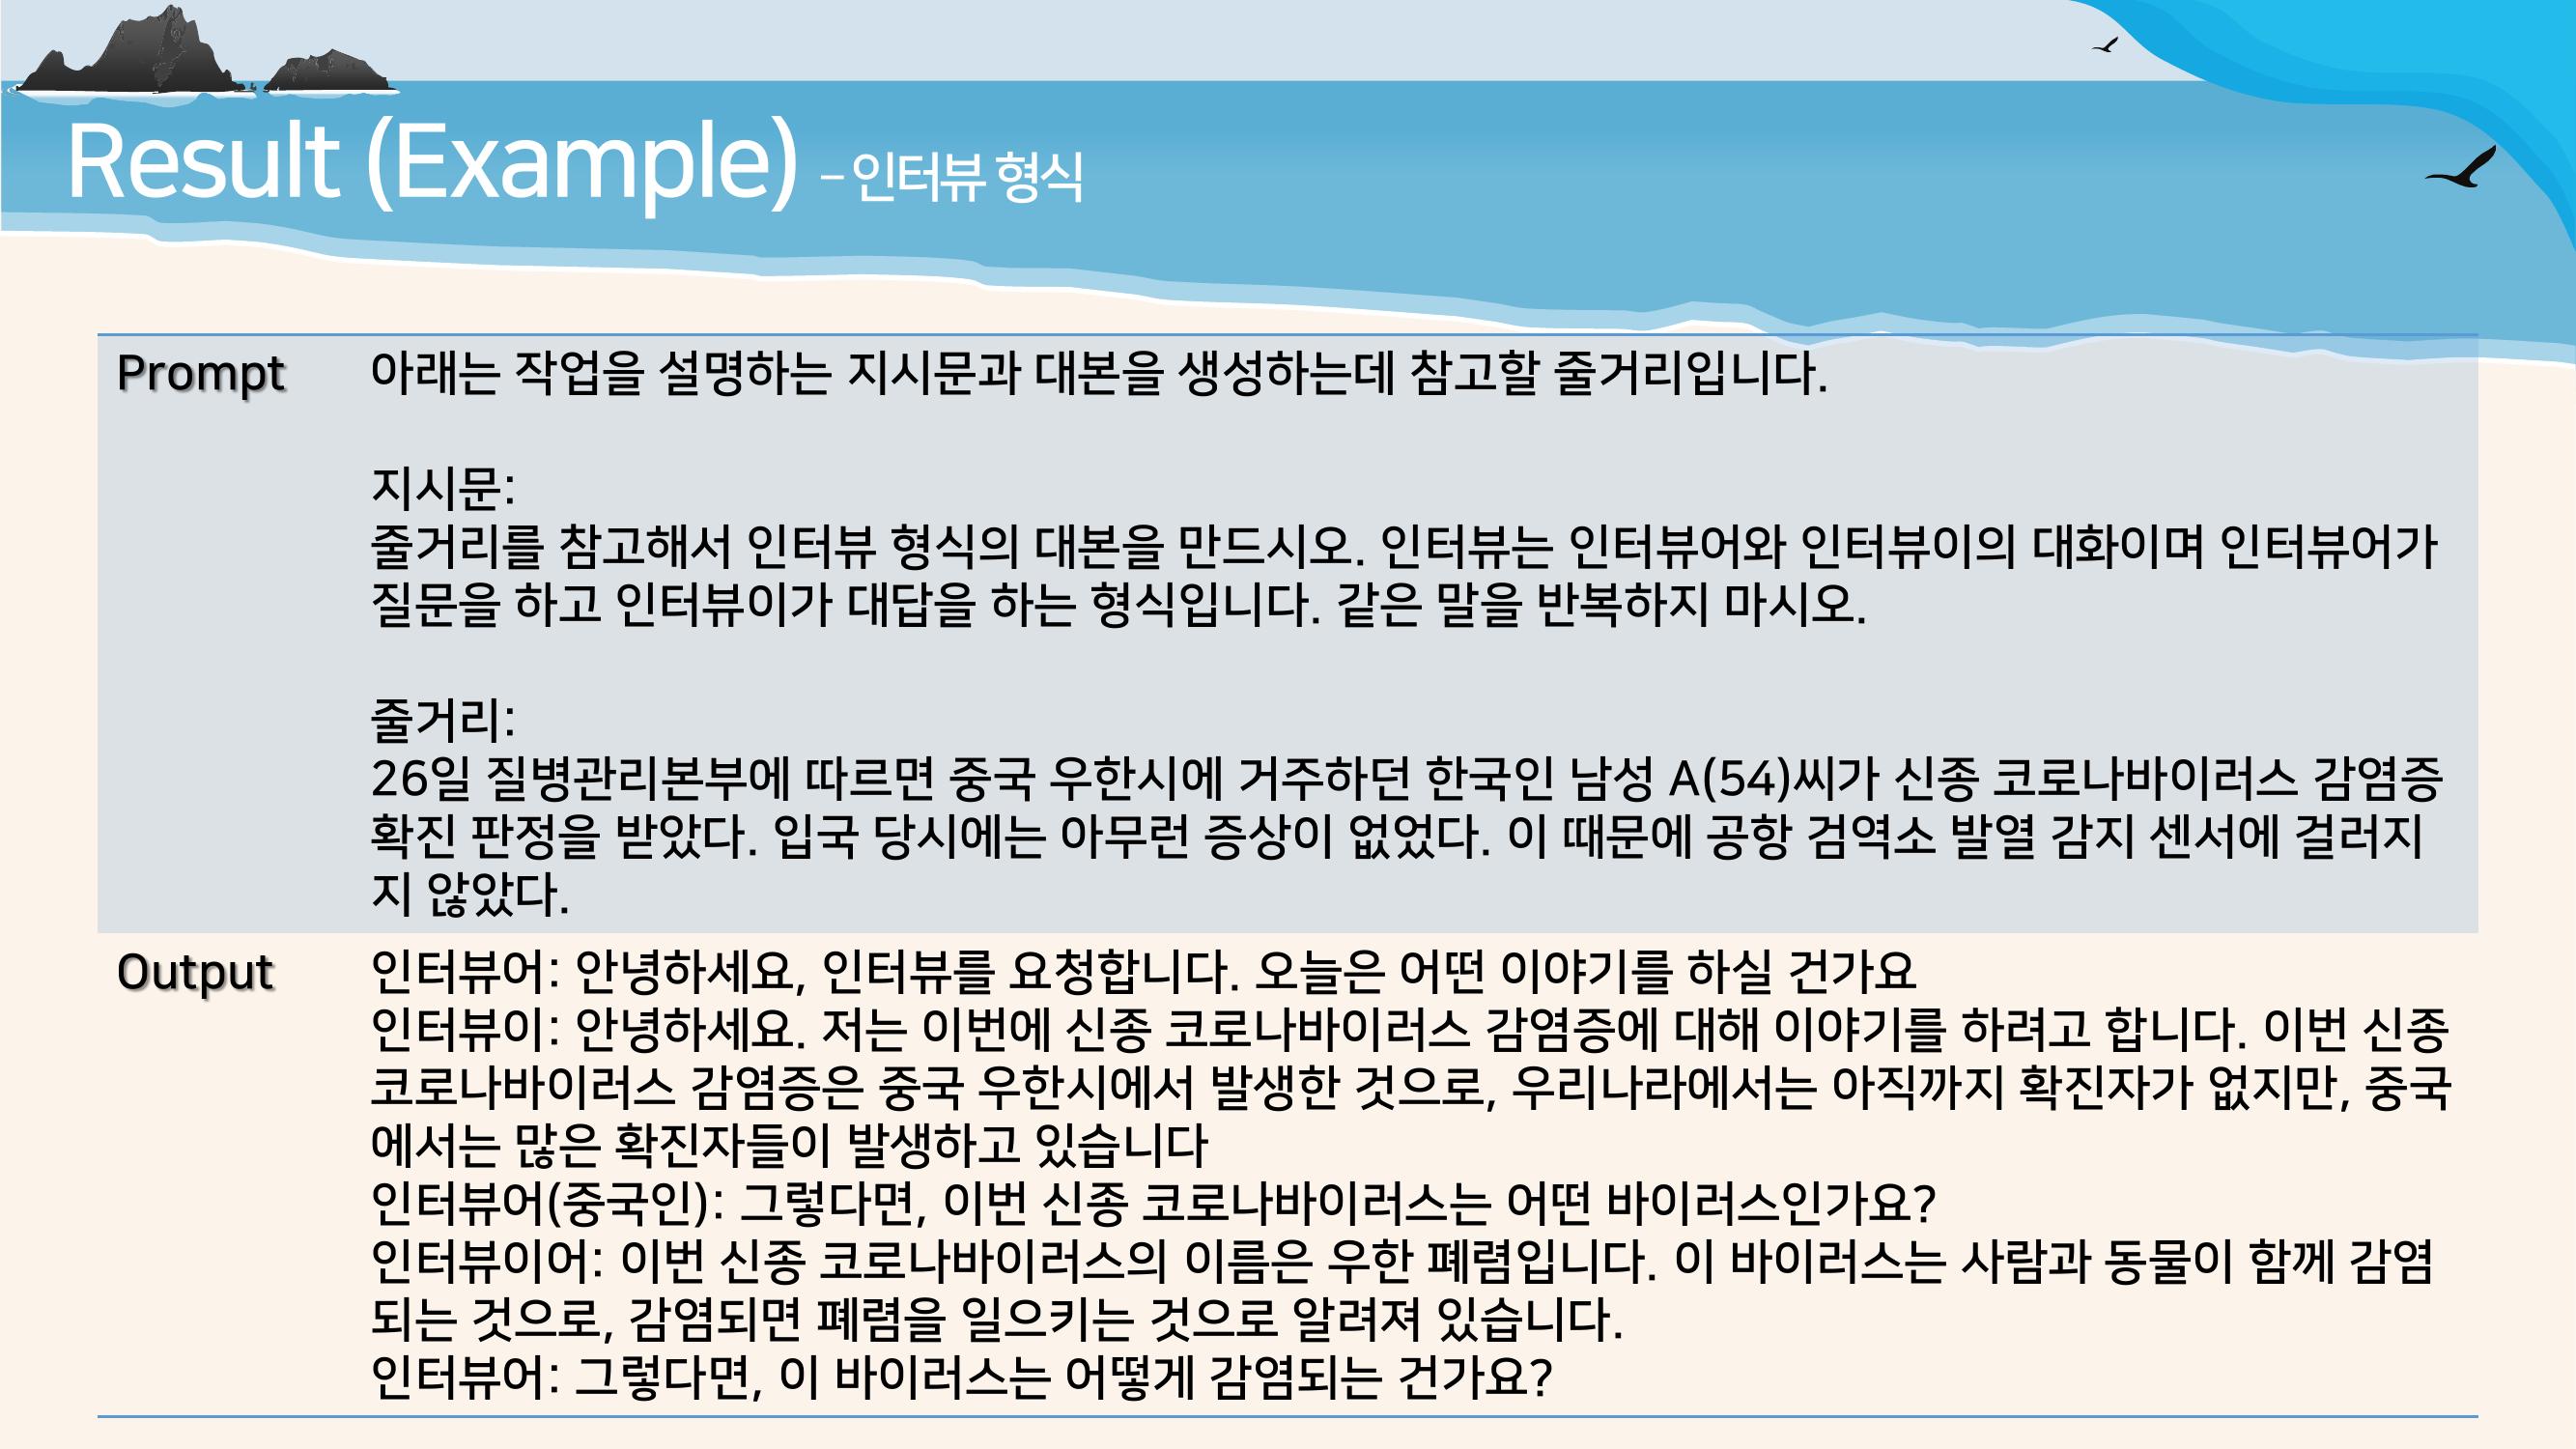 Result (Example) – 인터뷰 형식
Prompt
아래는 작업을 설명하는 지시문과 대본을 생성하는데 참고할 줄거리입니다.
지시문:
줄거리를 참고해서 인터뷰 형식의 대본을 만드시오. 인터뷰는 인터뷰어와 인터뷰이의 대화이며 인터뷰어가
질문을 하고 인터뷰이가 대답을 하는 형식입니다. 같은 말을 반복하지 마시오.
줄거리:
26일 질병관리본부에 따르면 중국 우한시에 거주하던 한국인 남성 A(54)씨가 신종 코로나바이러스 감염증
확진 판정을 받았다. 입국 당시에는 아무런 증상이 없었다. 이 때문에 공항 검역소 발열 감지 센서에 걸러지
지 않았다.
Output
인터뷰어: 안녕하세요, 인터뷰를 요청합니다. 오늘은 어떤 이야기를 하실 건가요
인터뷰이: 안녕하세요. 저는 이번에 신종 코로나바이러스 감염증에 대해 이야기를 하려고 합니다. 이번 신종
코로나바이러스 감염증은 중국 우한시에서 발생한 것으로, 우리나라에서는 아직까지 확진자가 없지만, 중국
에서는 많은 확진자들이 발생하고 있습니다
인터뷰어(중국인): 그렇다면, 이번 신종 코로나바이러스는 어떤 바이러스인가요?
인터뷰이어: 이번 신종 코로나바이러스의 이름은 우한 폐렴입니다. 이 바이러스는 사람과 동물이 함께 감염
되는 것으로, 감염되면 폐렴을 일으키는 것으로 알려져 있습니다.
인터뷰어: 그렇다면, 이 바이러스는 어떻게 감염되는 건가요?